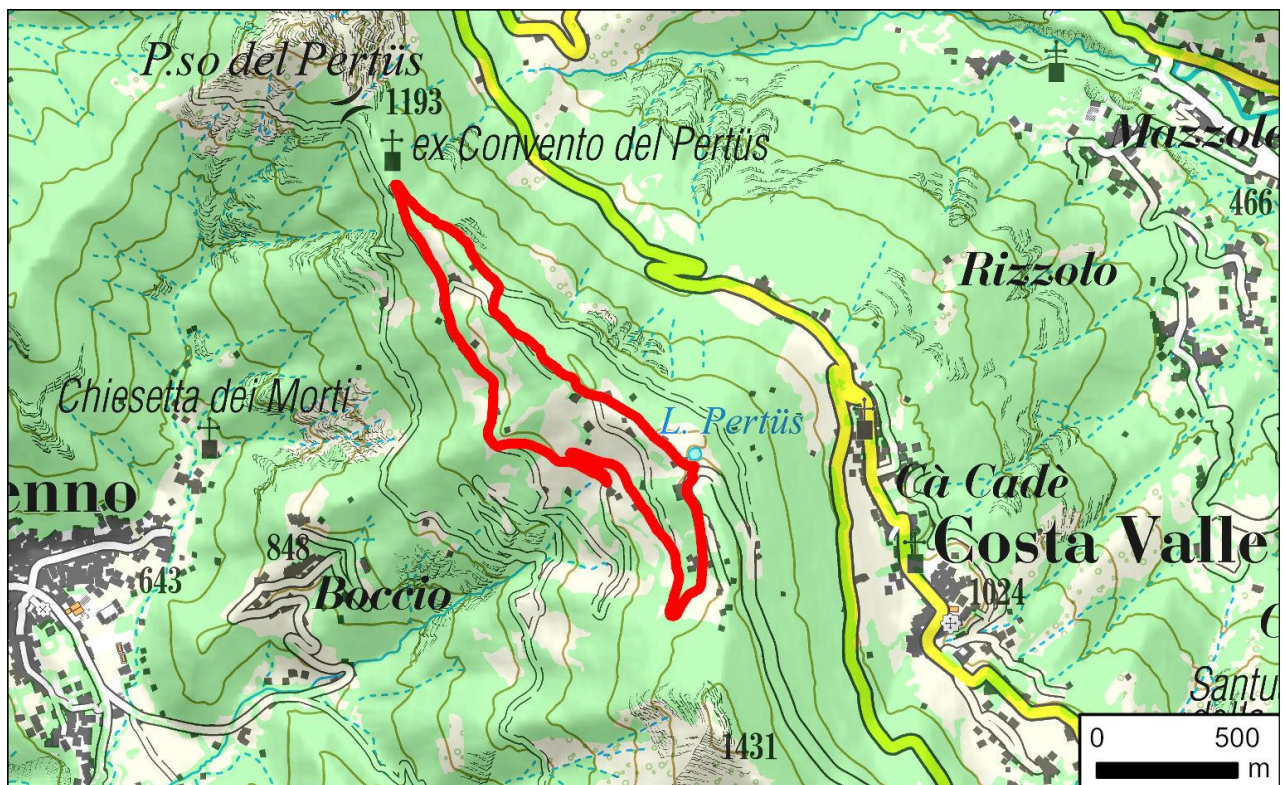 P.so del Pertüs
1193
ex Convento del Pertüs
Mazzole
466
Rizzolo
Chiesetta dei Morti
L. Pertüs
enno
Cà Cadè
Costa Valle
848
643
Boccio
1024
C
Santu
1431
0 500
m